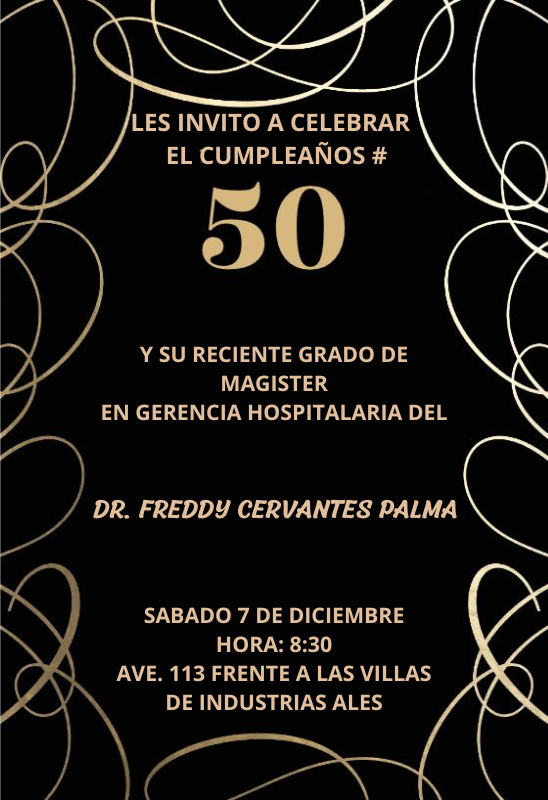 LES INVITO A CELEBRAR
EL CUMPLEAÑOS #
50
Y SU RECIENTE GRADO DE
MAGISTER
EN GERENCIA HOSPITALARIA DEL
DR. FREDDY CERVANTES PALMA
SABADO 7 DE DICIEMBRE
HORA: 8:30
AVE. 113 FRENTE A LAS VILLAS
DE INDUSTRIAS ALES